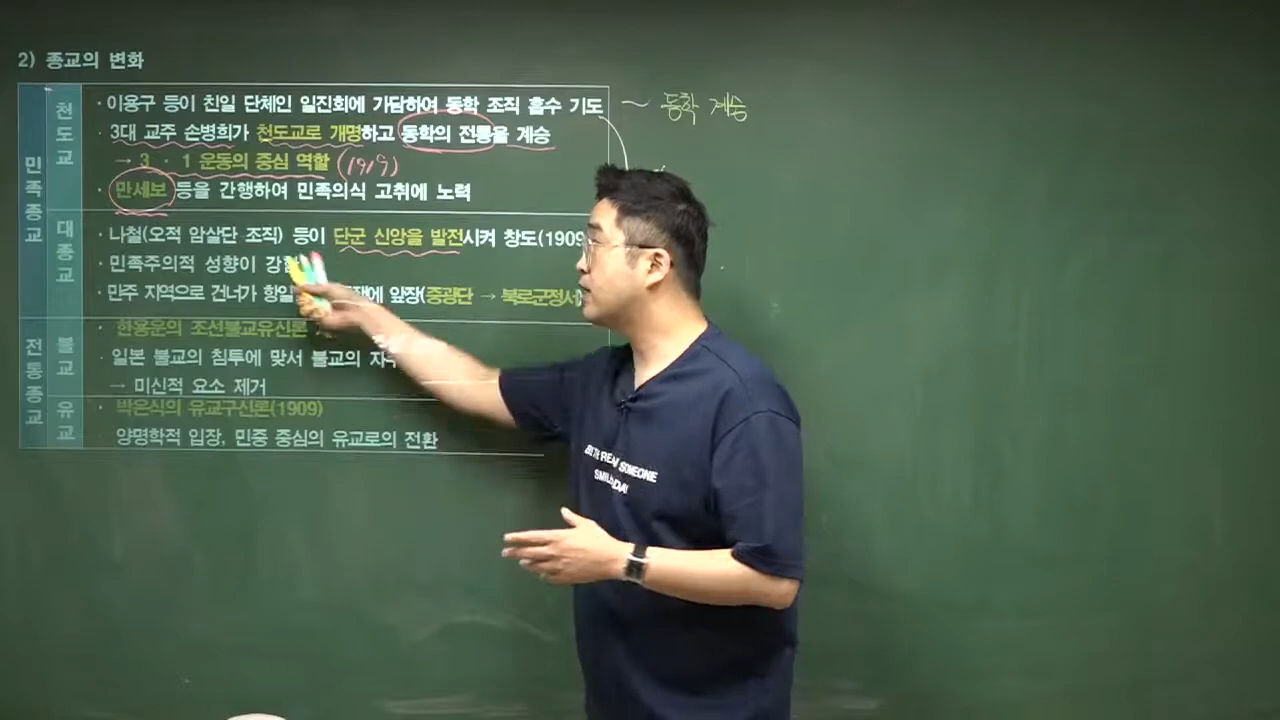 2) 종교의 변화
민족종교
천도교
· 이용구 등이 친일 단체인 일진회에 가담하여 동학 조직 흡수 기도 ~ 동학 계승
· 3대 교주 손병희가 천도교로 개명하고 동학의 전통을 계승
→ 3 · 1 운동의 중심 역할 (1919)
· 만세보 등을 간행하여 민족의식 고취에 노력
대종교
· 나철(오적 암살단 조직) 등이 단군 신앙을 발전시켜 창도(1909
· 민족주의적 성향이 강
· 만주 지역으로 건너가 항일 앞장(중광단 → 북로군정서
전통종교
불교
· 한용운의 조선불교유신론
· 일본 불교의 침투에 맞서 불교의
→ 미신적 요소 제거
유교
· 박은식의 유교구신론(1909)
양명학적 입장, 민중 중심의 유교로의 전환
SOMEONE